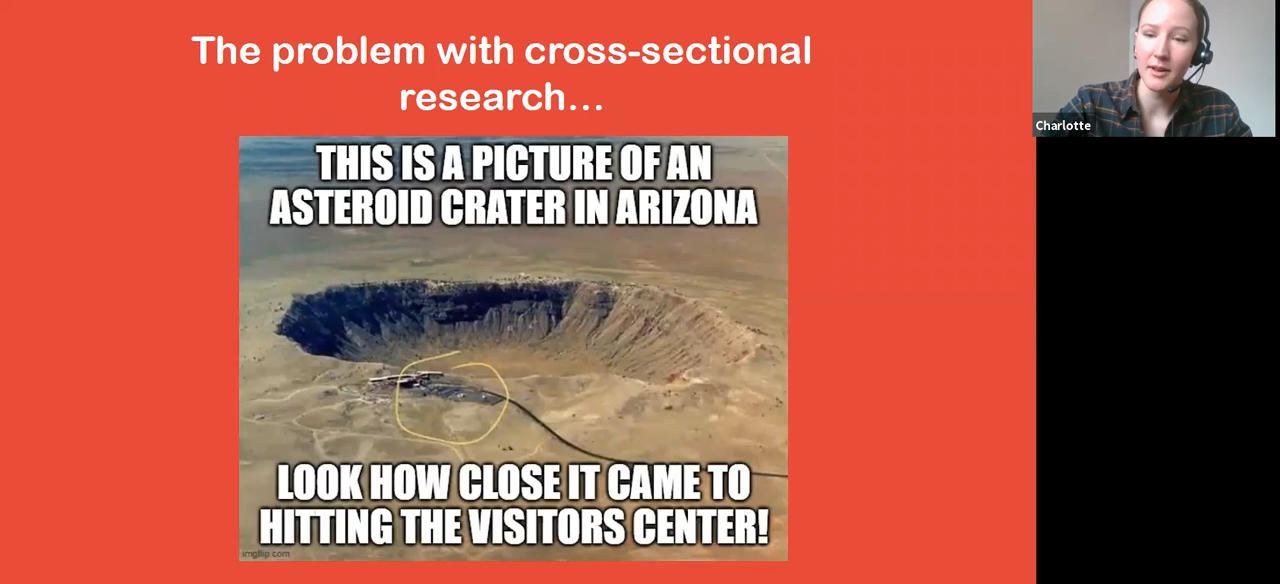 The problem with cross-sectional
research...
THIS IS A PICTURE OF AN
ASTEROID CRATER IN ARIZONA
LOOK HOW CLOSE IT CAME TO
HITTING THE VISITORS CENTER!
imgflip.com
Charlotte